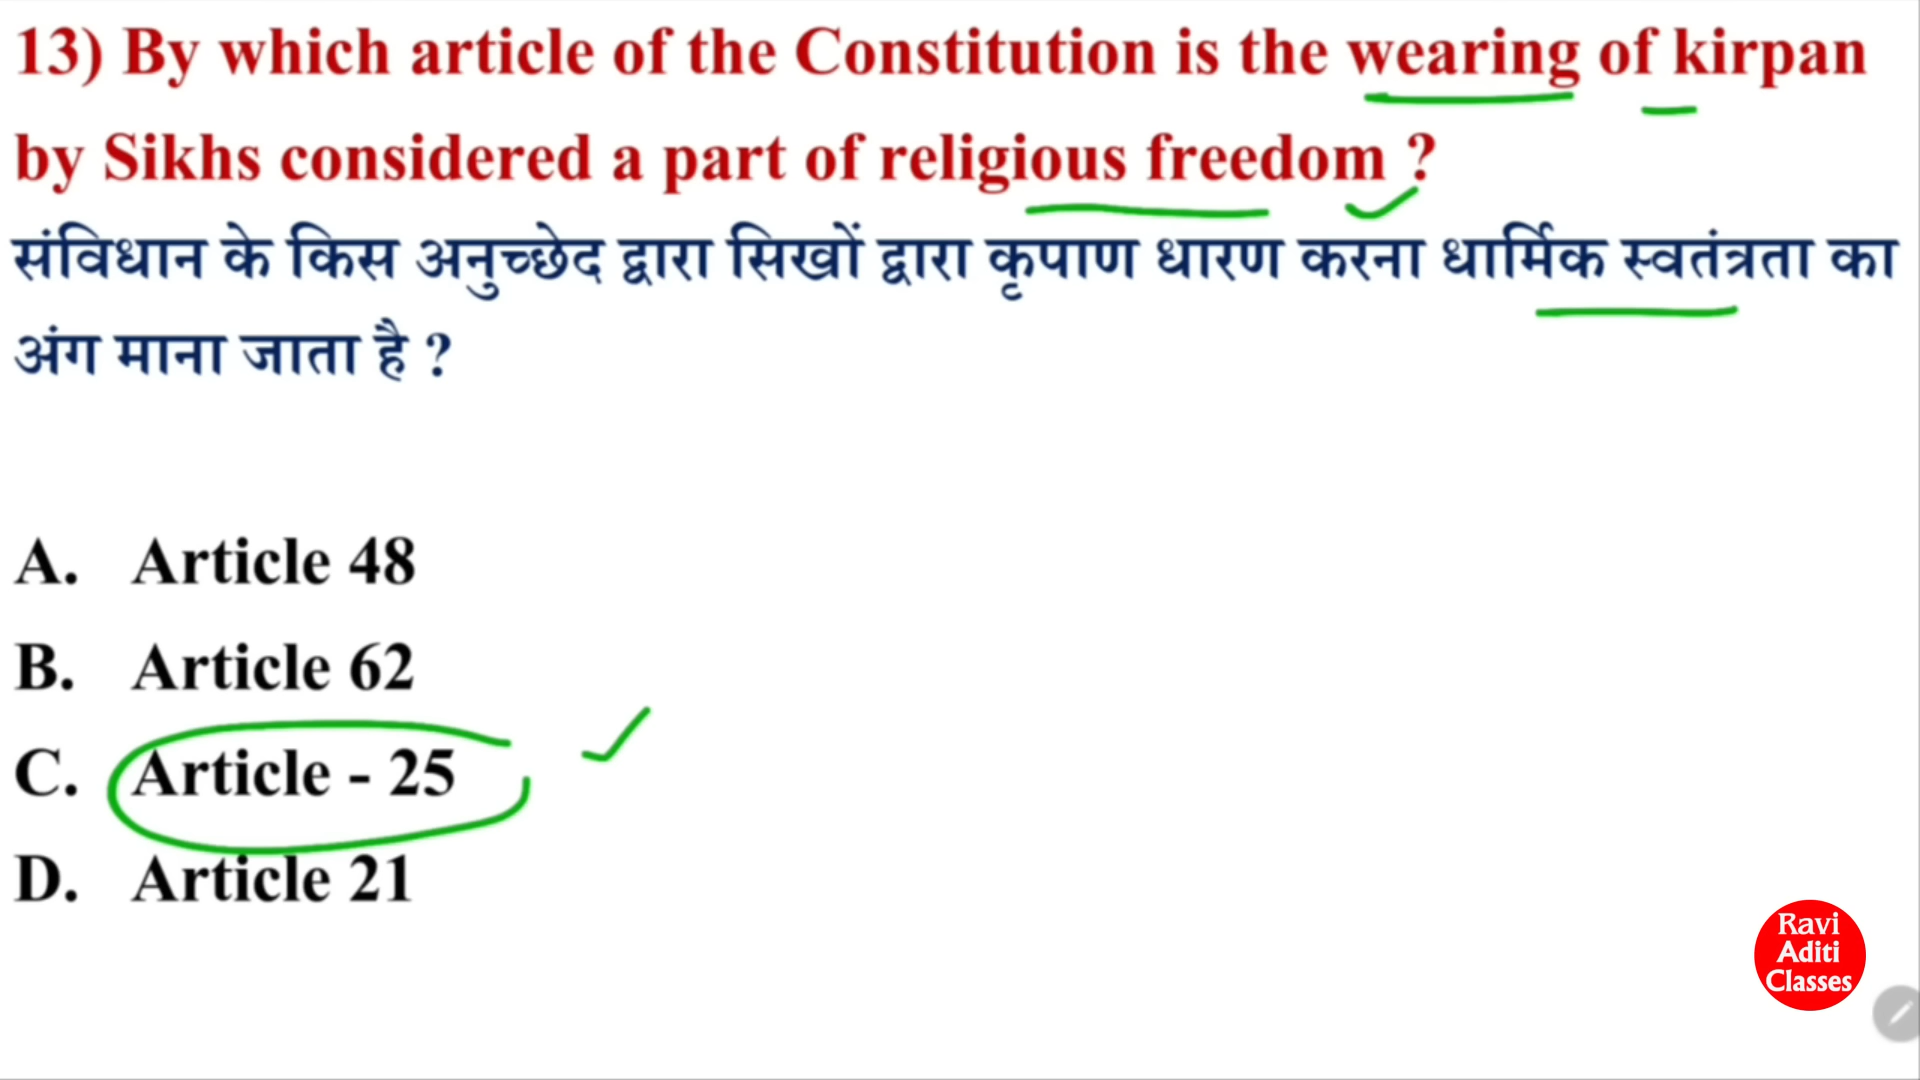 13) By which article of the Constitution is the wearing of kirpan
by Sikhs considered a part of religious freedom ?
संविधान के किस अनुच्छेद द्वारा सिखों द्वारा कृपाण धारण करना धार्मिक स्वतंत्रता का
अंग माना जाता है ?
A. Article 48
B. Article 62
C. Article - 25
D. Article 21
Ravi
Aditi
Classes